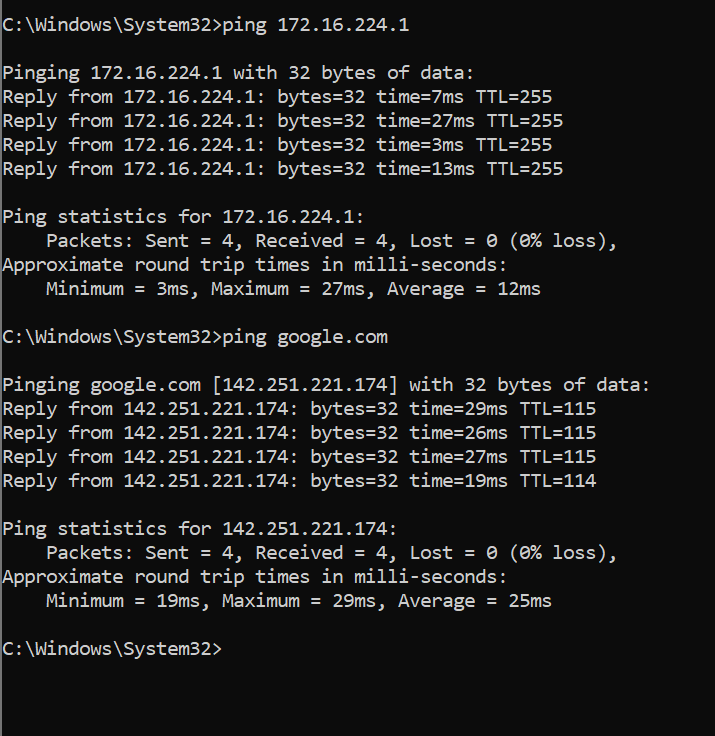 C:\Windows\System32>ping 172.16.224.1
Pinging 172.16.224.1 with 32 bytes of data:
Reply from 172.16.224.1: bytes=32 time=7ms TTL=255
Reply from 172.16.224.1: bytes=32 time=27ms TTL=255
Reply from 172.16.224.1: bytes=32 time=3ms TTL=255
Reply from 172.16.224.1: bytes=32 time=13ms TTL=255
Ping statistics for 172.16.224.1:
    Packets: Sent = 4, Received = 4, Lost = 0 (0% loss),
Approximate round trip times in milli-seconds:
    Minimum = 3ms, Maximum = 27ms, Average = 12ms
C:\Windows\System32>ping google.com
Pinging google.com [142.251.221.174] with 32 bytes of data:
Reply from 142.251.221.174: bytes=32 time=29ms TTL=115
Reply from 142.251.221.174: bytes=32 time=26ms TTL=115
Reply from 142.251.221.174: bytes=32 time=27ms TTL=115
Reply from 142.251.221.174: bytes=32 time=19ms TTL=114
Ping statistics for 142.251.221.174:
    Packets: Sent = 4, Received = 4, Lost = 0 (0% loss),
Approximate round trip times in milli-seconds:
    Minimum = 19ms, Maximum = 29ms, Average = 25ms
C:\Windows\System32>